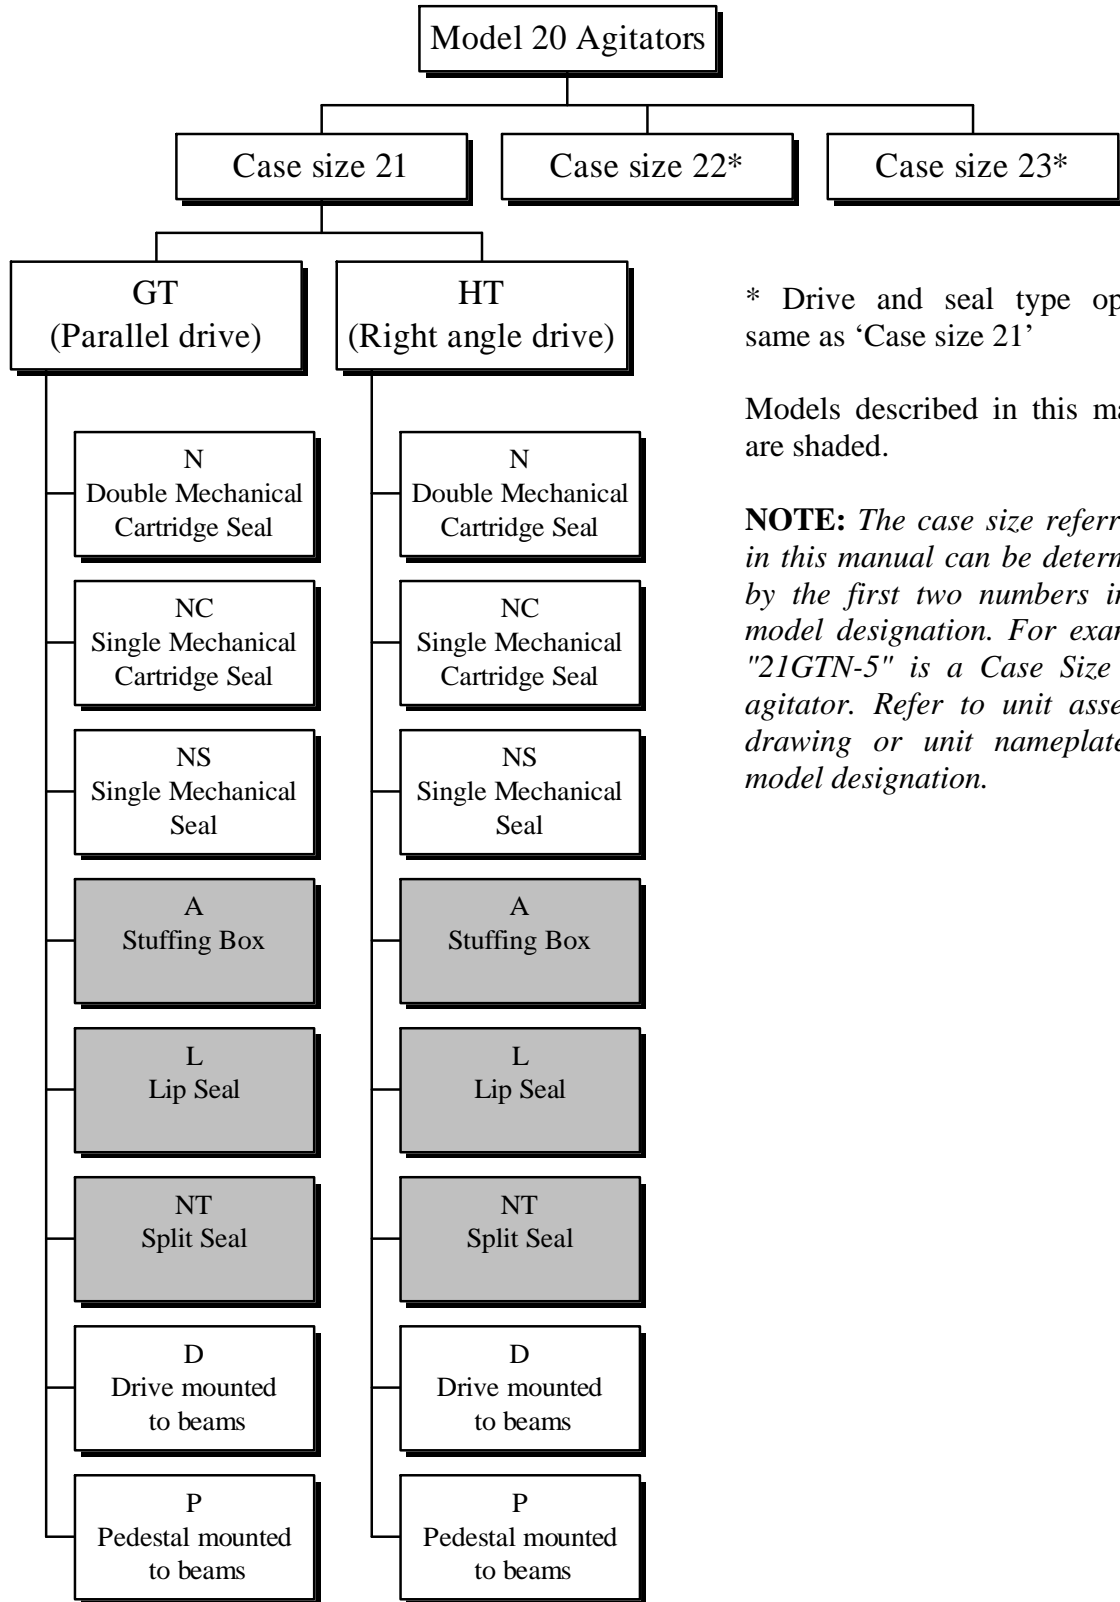 Model 20 Agitators
Case size 21
Case size 22*
Case size 23*
GT
(Parallel drive)
HT
(Right angle drive)
* Drive and seal type op
same as ‘Case size 21’
Models described in this ma
are shaded.
NOTE: The case size referr
in this manual can be determ
by the first two numbers in
model designation. For exam
"21GTN-5" is a Case Size
agitator. Refer to unit asse
drawing or unit nameplate
model designation.
N
Double Mechanical
Cartridge Seal
NC
Single Mechanical
Cartridge Seal
NS
Single Mechanical
Seal
A
Stuffing Box
L
Lip Seal
NT
Split Seal
D
Drive mounted
to beams
P
Pedestal mounted
to beams
N
Double Mechanical
Cartridge Seal
NC
Single Mechanical
Cartridge Seal
NS
Single Mechanical
Seal
A
Stuffing Box
L
Lip Seal
NT
Split Seal
D
Drive mounted
to beams
P
Pedestal mounted
to beams